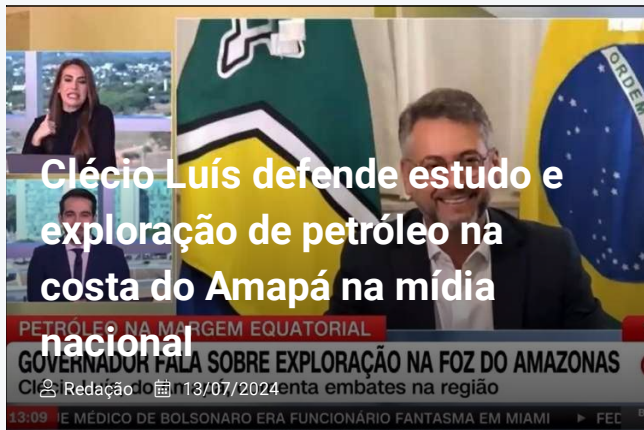 ORDEM
Clécio Luís defende estudo e
exploração de petróleo na
costa do Amapá na mídia
nacional
PETRÓLEO NA MARGEM EQUATORIAL
GOVERNADOR FALA SOBRE EXPLORAÇÃO NA FOZ DO AMAZONAS
Redação 13/07/2024
embates na região
13:09 E MÉDICO DE BOLSONARO ERA FUNCIONÁRIO FANTASMA EM MIAMI ▶ FED